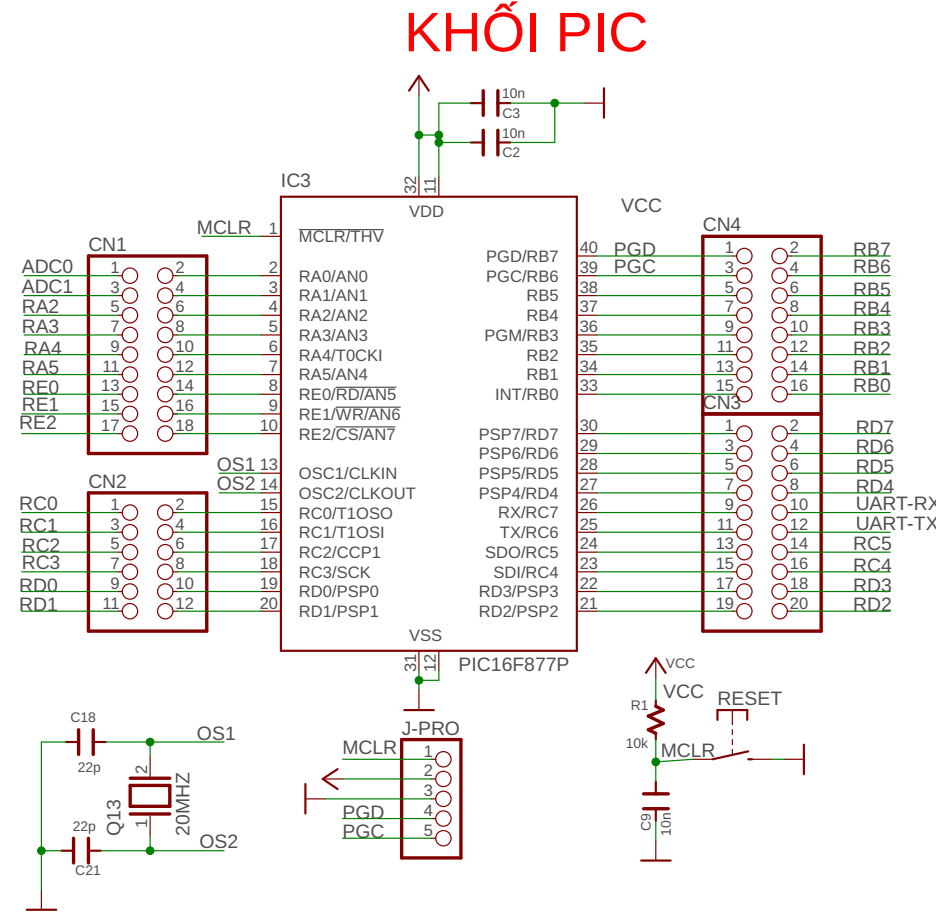 KHỐI PIC
10n
C3
10n
C2
IC3
32
11
VDD
VCC
MCLR 1 MCLR/THV
CN1
CN4
ADC0 1 2 2 RA0/AN0
ADC1 3 4 3 RA1/AN1
RA2 5 6 4 RA2/AN2
RA3 7 8 5 RA3/AN3
RA4 9 10 6 RA4/T0CKI
RA5 11 12 7 RA5/AN4
RE0 13 14 8 RE0/RD/AN5
RE1 15 16 9 RE1/WR/AN6
RE2 17 18 10 RE2/CS/AN7
PGD/RB7 40 PGD 1 2 RB7
PGC/RB6 39 PGC 3 4 RB6
RB5 38 5 6 RB5
RB4 37 7 8 RB4
PGM/RB3 36 9 10 RB3
RB2 35 11 12 RB2
RB1 34 13 14 RB1
INT/RB0 33 15 16 RB0
CN3
OS1 13 OSC1/CLKIN
OS2 14 OSC2/CLKOUT
CN2
RC0 1 2 15 RC0/T1OSO
RC1 3 4 16 RC1/T1OSI
RC2 5 6 17 RC2/CCP1
RC3 7 8 18 RC3/SCK
RD0 9 10 19 RD0/PSP0
RD1 11 12 20 RD1/PSP1
PSP7/RD7 30 1 2 RD7
PSP6/RD6 29 3 4 RD6
PSP5/RD5 28 5 6 RD5
PSP4/RD4 27 7 8 RD4
RX/RC7 26 9 10 UART-RX
TX/RC6 25 11 12 UART-TX
SDO/RC5 24 13 14 RC5
SDI/RC4 23 15 16 RC4
RD3/PSP3 22 17 18 RD3
RD2/PSP2 21 19 20 RD2
VSS
31
12
PIC16F877P
C18
22p
OS1
2
Q13
20MHZ
1
22p
C21
OS2
J-PRO
MCLR 1
2
3
PGD 4
PGC 5
VCC
VCC
R1
10k
RESET
MCLR
C9
10n